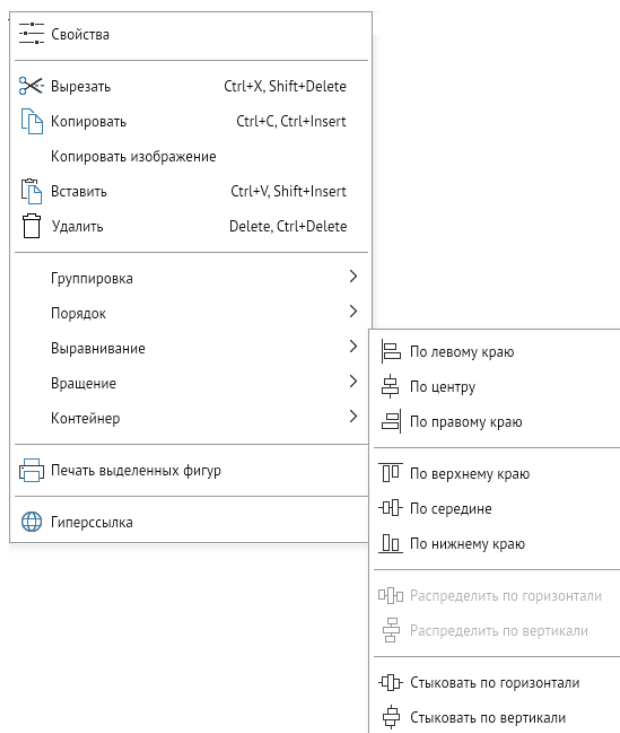 Свойства
Вырезать Ctrl+X, Shift+Delete
Копировать Ctrl+C, Ctrl+Insert
Копировать изображение
Вставить Ctrl+V, Shift+Insert
Удалить Delete, Ctrl+Delete
Группировка
Порядок
Выравнивание
Вращение
Контейнер
Печать выделенных фигур
Гиперссылка
По левому краю
По центру
По правому краю
По верхнему краю
По середине
По нижнему краю
Распределить по горизонтали
Распределить по вертикали
Стыковать по горизонтали
Стыковать по вертикали